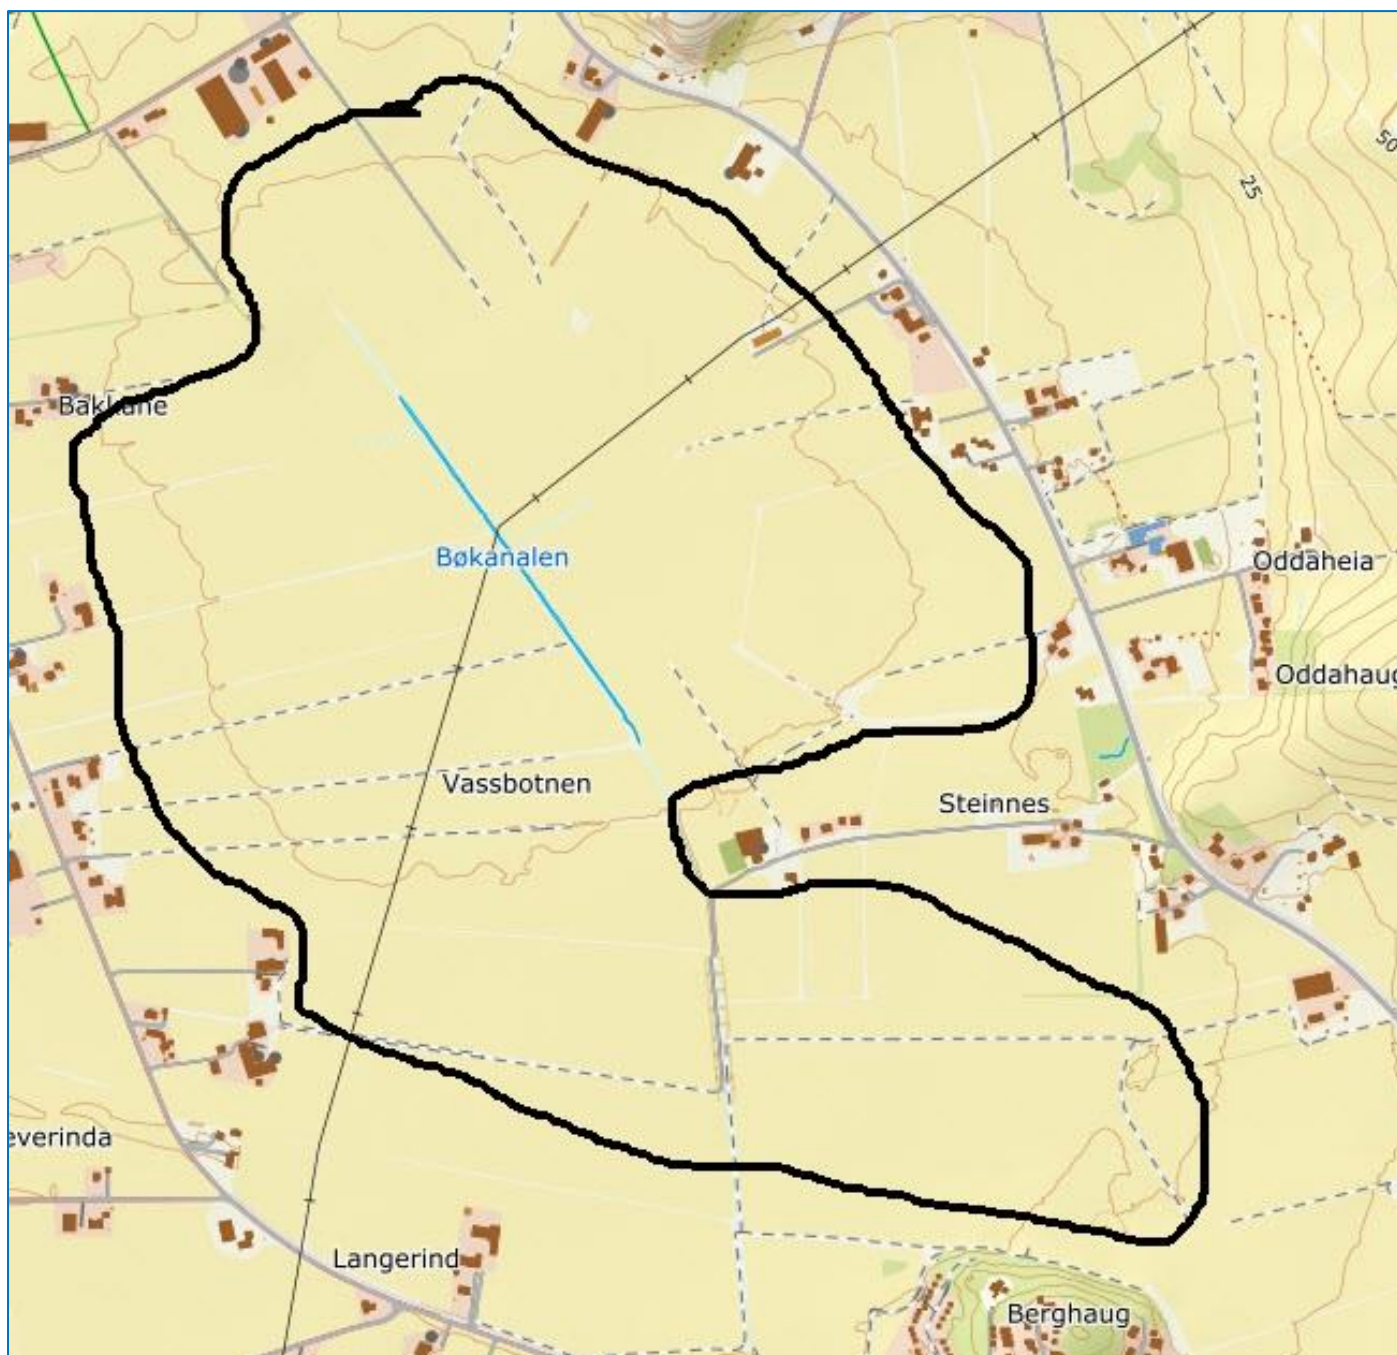 50
25
Bakkane
Bøkanalen
Oddaheia
Oddahaug
Vassbotnen
Steinnes
everinda
Langerind
Berghaug